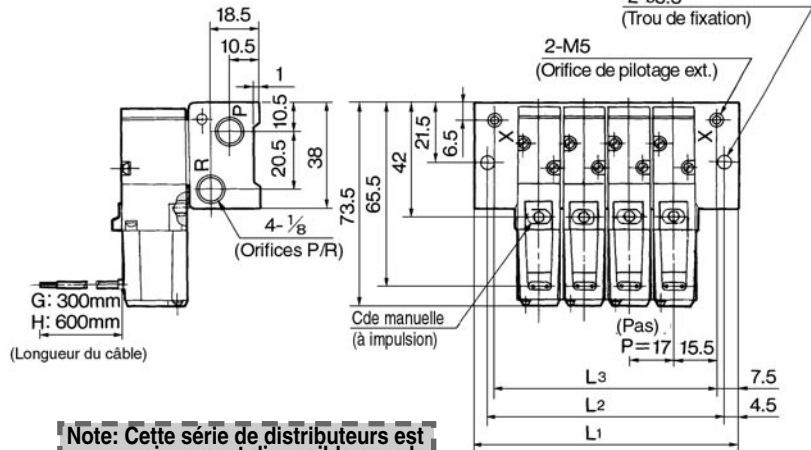 18.5
10.5
1
P
R
10.5
20.5
38
4-⅛
(Orifices P/R)
G: 300mm
H: 600mm
(Longueur du câble)
(Trou de fixation)
2-M5
(Orifice de pilotage ext.)
X
X
6.5
21.5
42
65.5
73.5
Cde manuelle
(à impulsion)
(Pas)
P=17
15.5
L3
7.5
L2
4.5
L1
Note: Cette série de distributeurs est